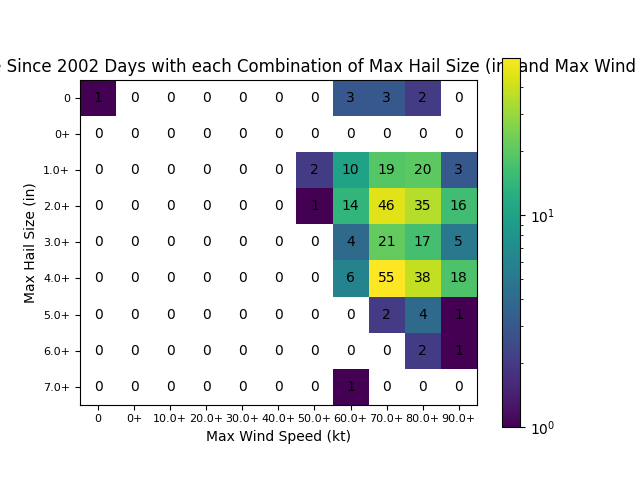 Since 2002 Days with each Combination of Max Hail Size (in) and Max Wind
0 1 0 0 0 0 0 0 3 3 2 0
0+ 0 0 0 0 0 0 0 0 0 0 0
1.0+ 0 0 0 0 0 0 2 10 19 20 3
2.0+ 0 0 0 0 0 0 1 14 46 35 16
3.0+ 0 0 0 0 0 0 0 4 21 17 5
4.0+ 0 0 0 0 0 0 0 6 55 38 18
5.0+ 0 0 0 0 0 0 0 0 2 4 1
6.0+ 0 0 0 0 0 0 0 0 0 2 1
7.0+ 0 0 0 0 0 0 0 1 0 0 0
0 0+ 10.0+ 20.0+ 30.0+ 40.0+ 50.0+ 60.0+ 70.0+ 80.0+ 90.0+
Max Wind Speed (kt)
Max Hail Size (in)
10¹
10⁰